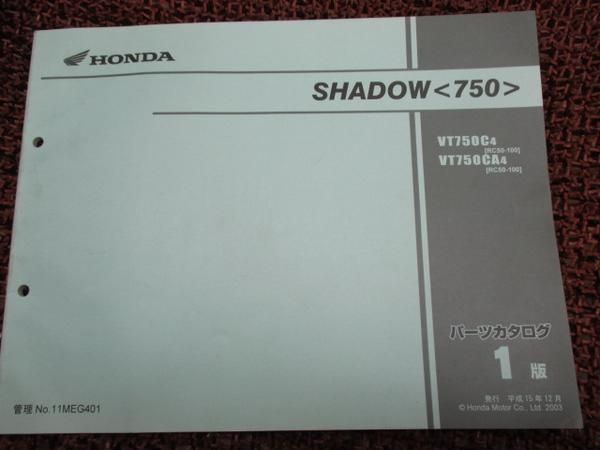 HONDA
SHADOW<750>
VT750C4
[RC50-100]
VT750CA4
[RC50-100]
パーツカタログ
1 版
発行 平成15年12月
© Honda Motor Co., Ltd. 2003
管理 No.11MEG401